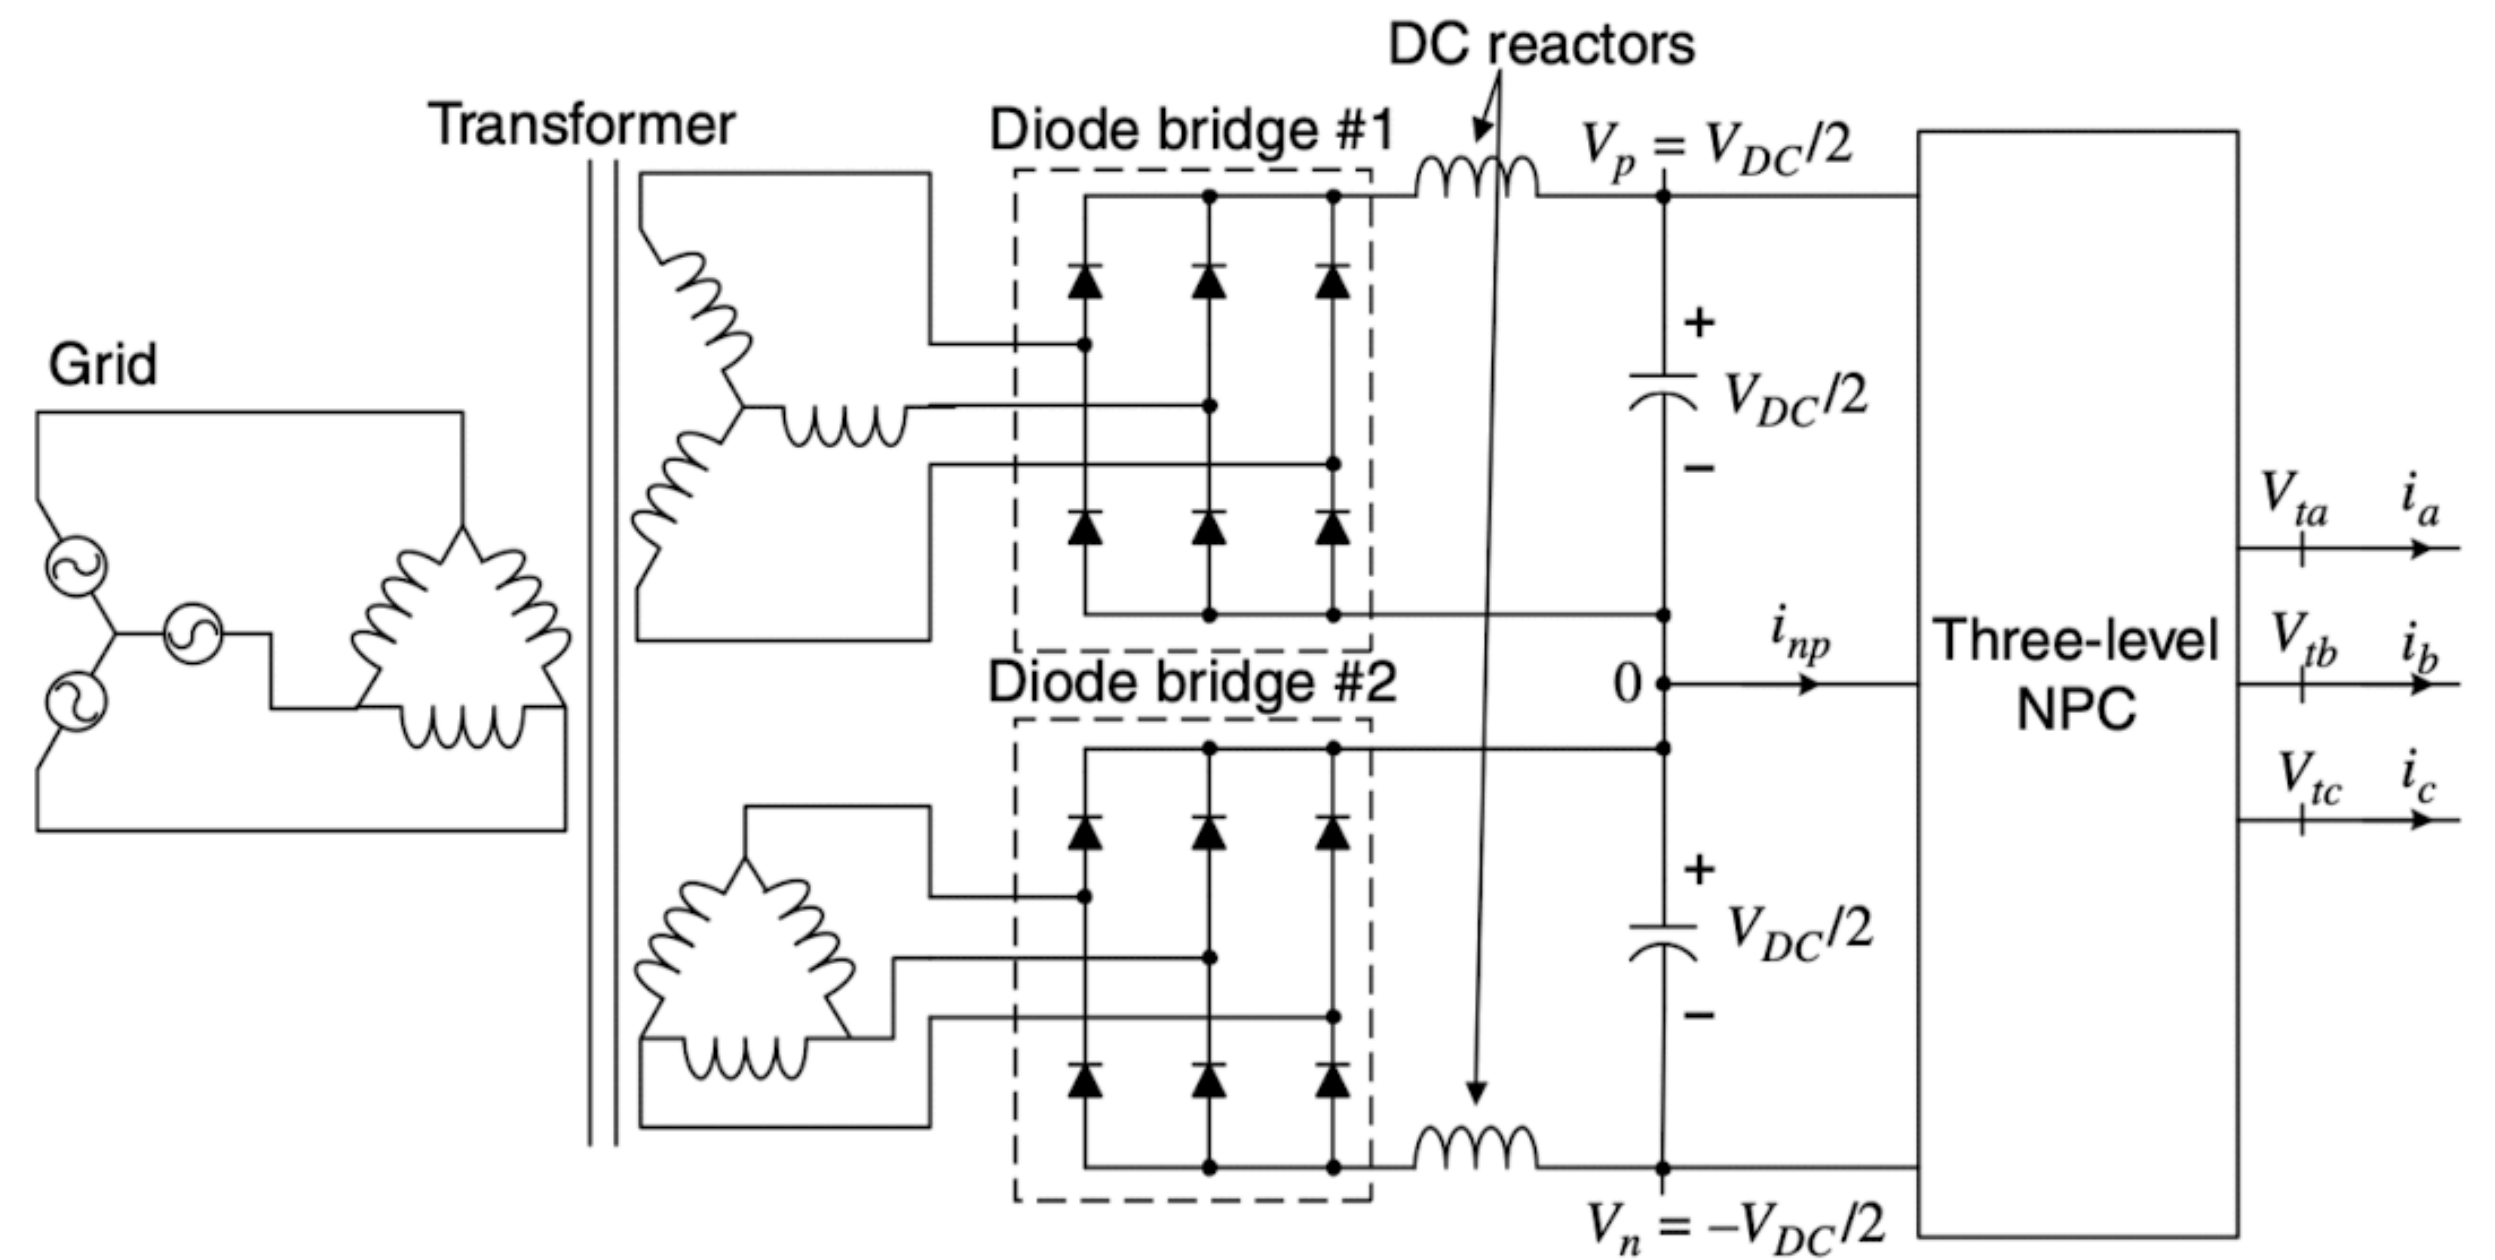 DC reactors
Transformer
Diode bridge #1
V_p = V_DC/2
Grid
+
V_DC/2
−
V_ta
i_a
i_np
Three-level
NPC
0
V_tb
i_b
Diode bridge #2
V_tc
i_c
+
V_DC/2
−
V_n = −V_DC/2